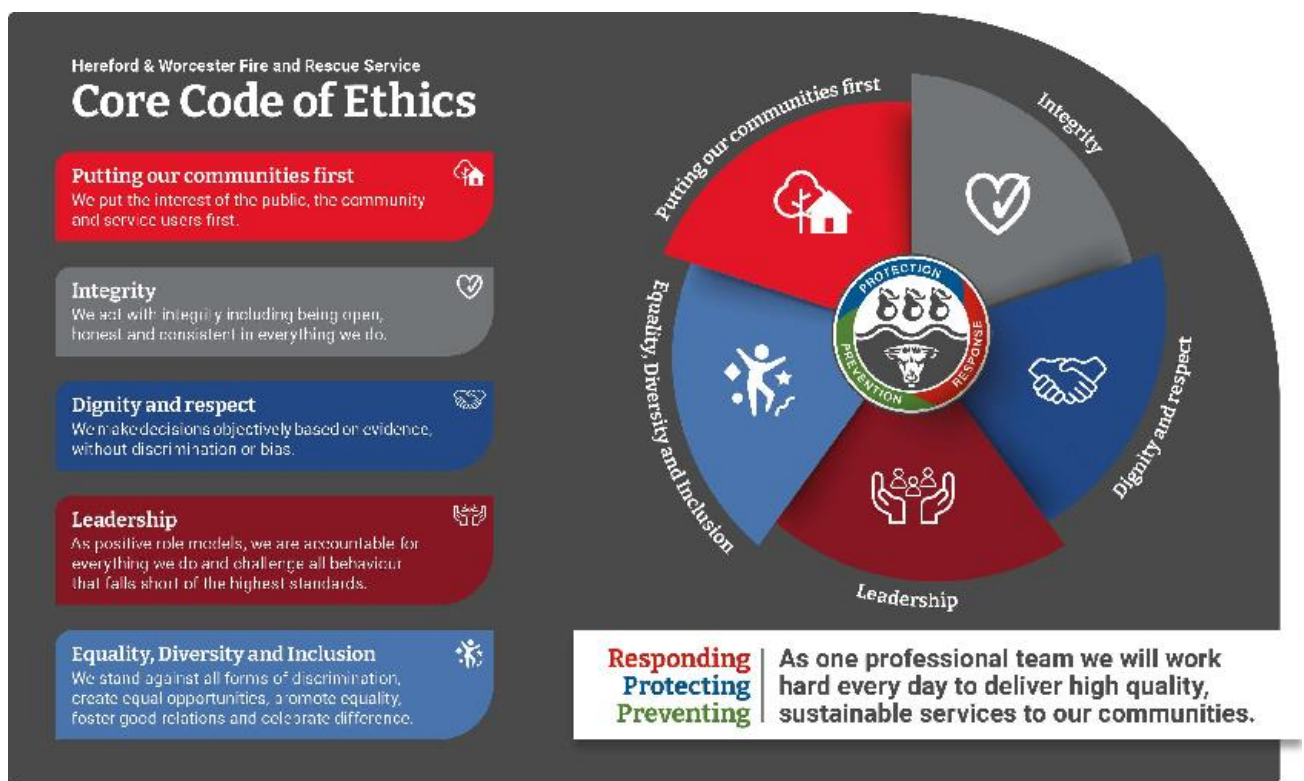 Hereford & Worcester Fire and Rescue Service
Core Code of Ethics
Putting our communities first
We put the interest of the public, the community
and service users first.
Integrity
We act with integrity including being open,
honest and consistent in everything we do.
Dignity and respect
We make decisions objectively based on evidence,
without discrimination or bias.
Leadership
As positive role models, we are accountable for
everything we do and challenge all behaviour
that falls short of the highest standards.
Equality, Diversity and Inclusion
We stand against all forms of discrimination,
create equal opportunities, promote equality,
foster good relations and celebrate difference.
Putting our communities first
Integrity
Dignity and respect
Leadership
Equality, Diversity and Inclusion
PROTECTION
RESPONSE
PREVENTION
Responding
Protecting
Preventing
As one professional team we will work
hard every day to deliver high quality,
sustainable services to our communities.